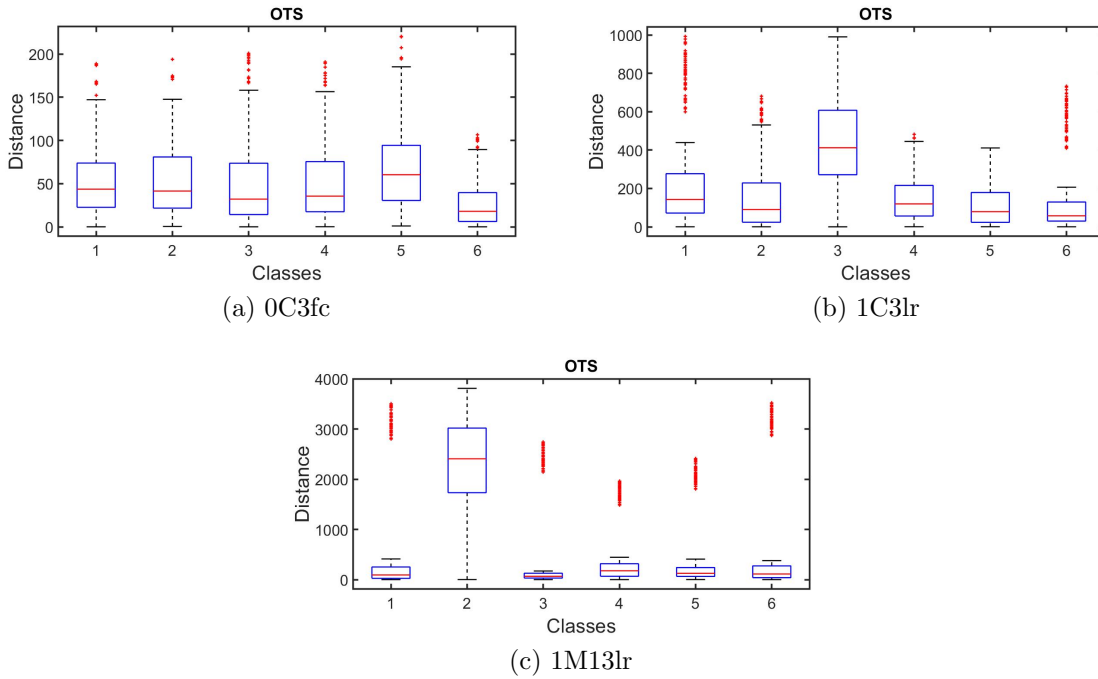 OTS
200
150
100
50
0
Distance
1 2 3 4 5 6
Classes
(a) 0C3fc
OTS
1000
800
600
400
200
0
Distance
1 2 3 4 5 6
Classes
(b) 1C3lr
OTS
4000
3000
2000
1000
0
Distance
1 2 3 4 5 6
Classes
(c) 1M13lr